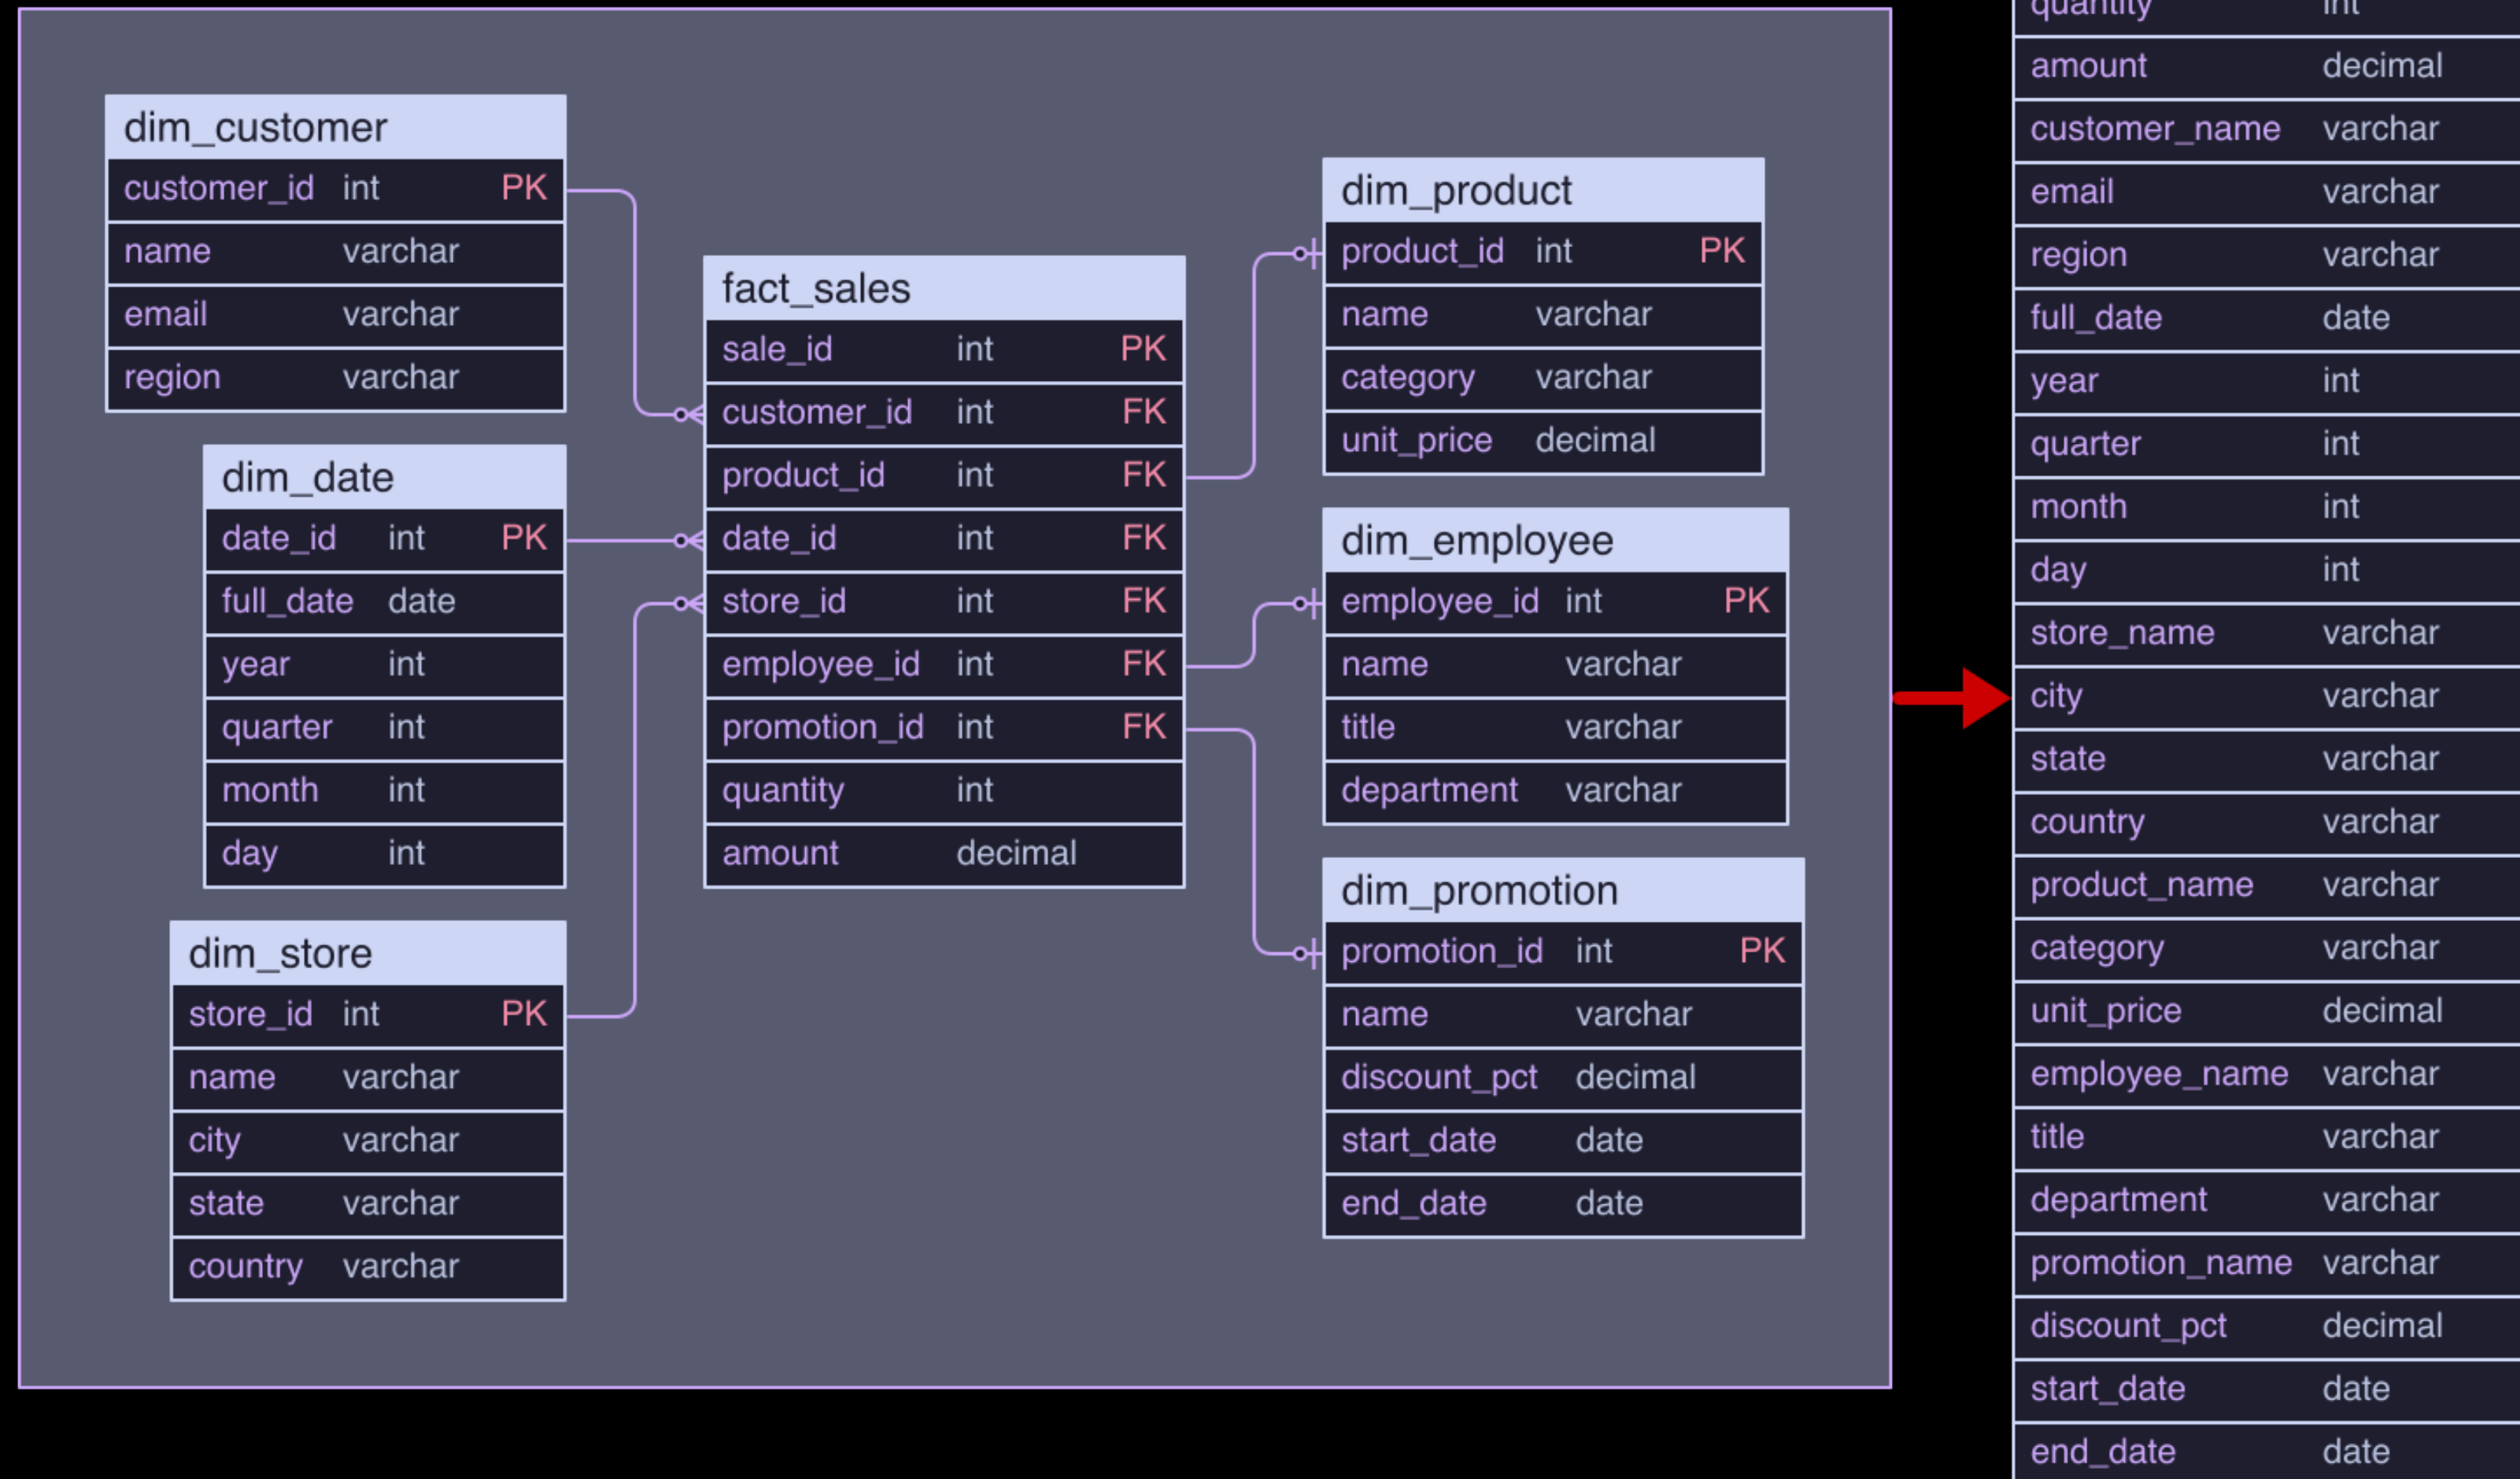 dim_customer
customer_id int PK
name varchar
email varchar
region varchar
dim_date
date_id int PK
full_date date
year int
quarter int
month int
day int
dim_store
store_id int PK
name varchar
city varchar
state varchar
country varchar
fact_sales
sale_id int PK
customer_id int FK
product_id int FK
date_id int FK
store_id int FK
employee_id int FK
promotion_id int FK
quantity int
amount decimal
dim_product
product_id int PK
name varchar
category varchar
unit_price decimal
dim_employee
employee_id int PK
name varchar
title varchar
department varchar
dim_promotion
promotion_id int PK
name varchar
discount_pct decimal
start_date date
end_date date
quantity int
amount decimal
customer_name varchar
email varchar
region varchar
full_date date
year int
quarter int
month int
day int
store_name varchar
city varchar
state varchar
country varchar
product_name varchar
category varchar
unit_price decimal
employee_name varchar
title varchar
department varchar
promotion_name varchar
discount_pct decimal
start_date date
end_date date